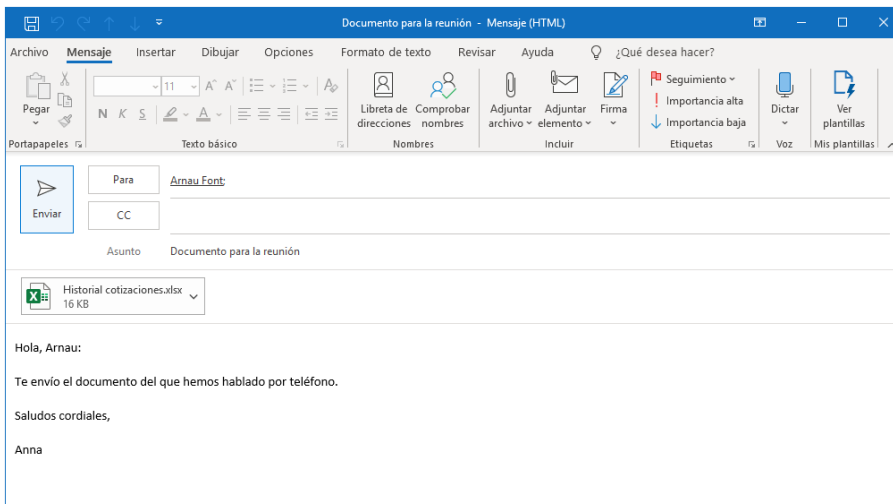 Documento para la reunión - Mensaje (HTML)
Archivo Mensaje Insertar Dibujar Opciones Formato de texto Revisar Ayuda ¿Qué desea hacer?
Pegar
Portapapeles
11
A A
N K S A
Texto básico
Libreta de direcciones
Comprobar nombres
Nombres
Adjuntar archivo
Adjuntar elemento
Firma
Incluir
Seguimiento
Importancia alta
Importancia baja
Etiquetas
Dictar
Voz
Ver plantillas
Mis plantillas
Enviar
Para Arnau Font;
CC
Asunto Documento para la reunión
Historial cotizaciones.xlsx
16 KB
Hola, Arnau:
Te envío el documento del que hemos hablado por teléfono.
Saludos cordiales,
Anna